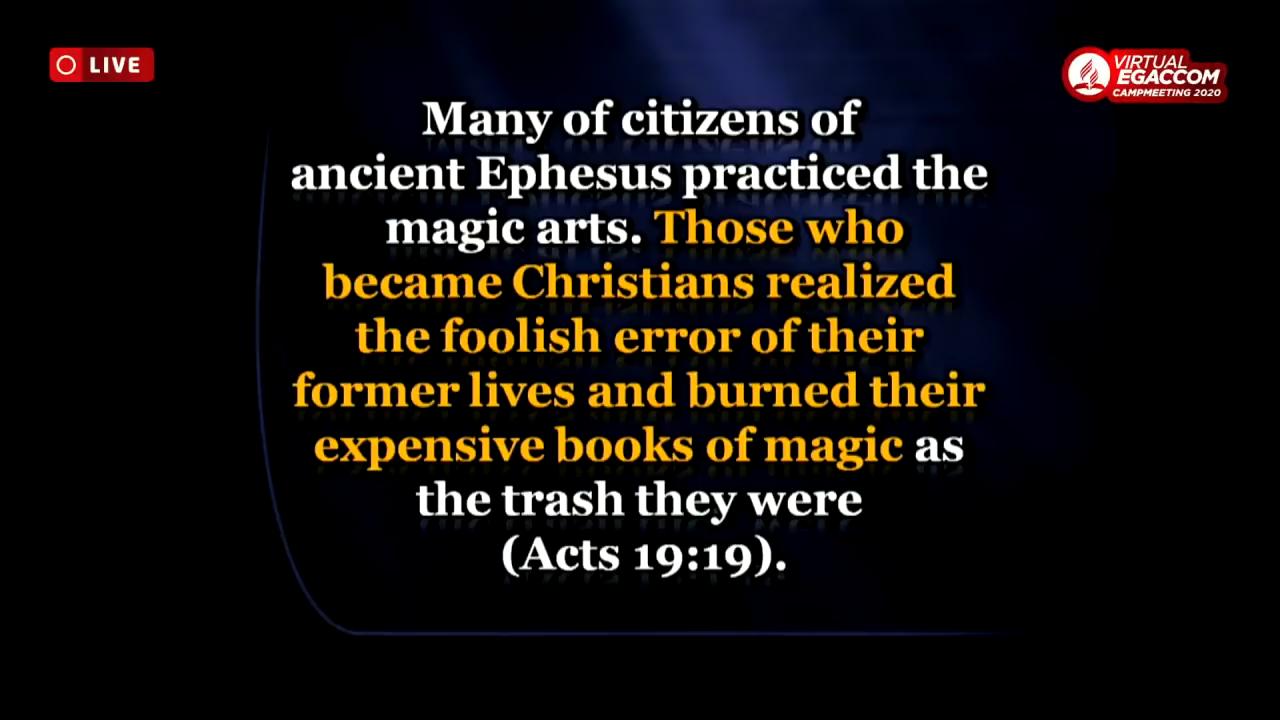 LIVE
VIRTUAL
EGACCOM
CAMPMEETING 2020
Many of citizens of
ancient Ephesus practiced the
magic arts. Those who
became Christians realized
the foolish error of their
former lives and burned their
expensive books of magic as
the trash they were
(Acts 19:19).